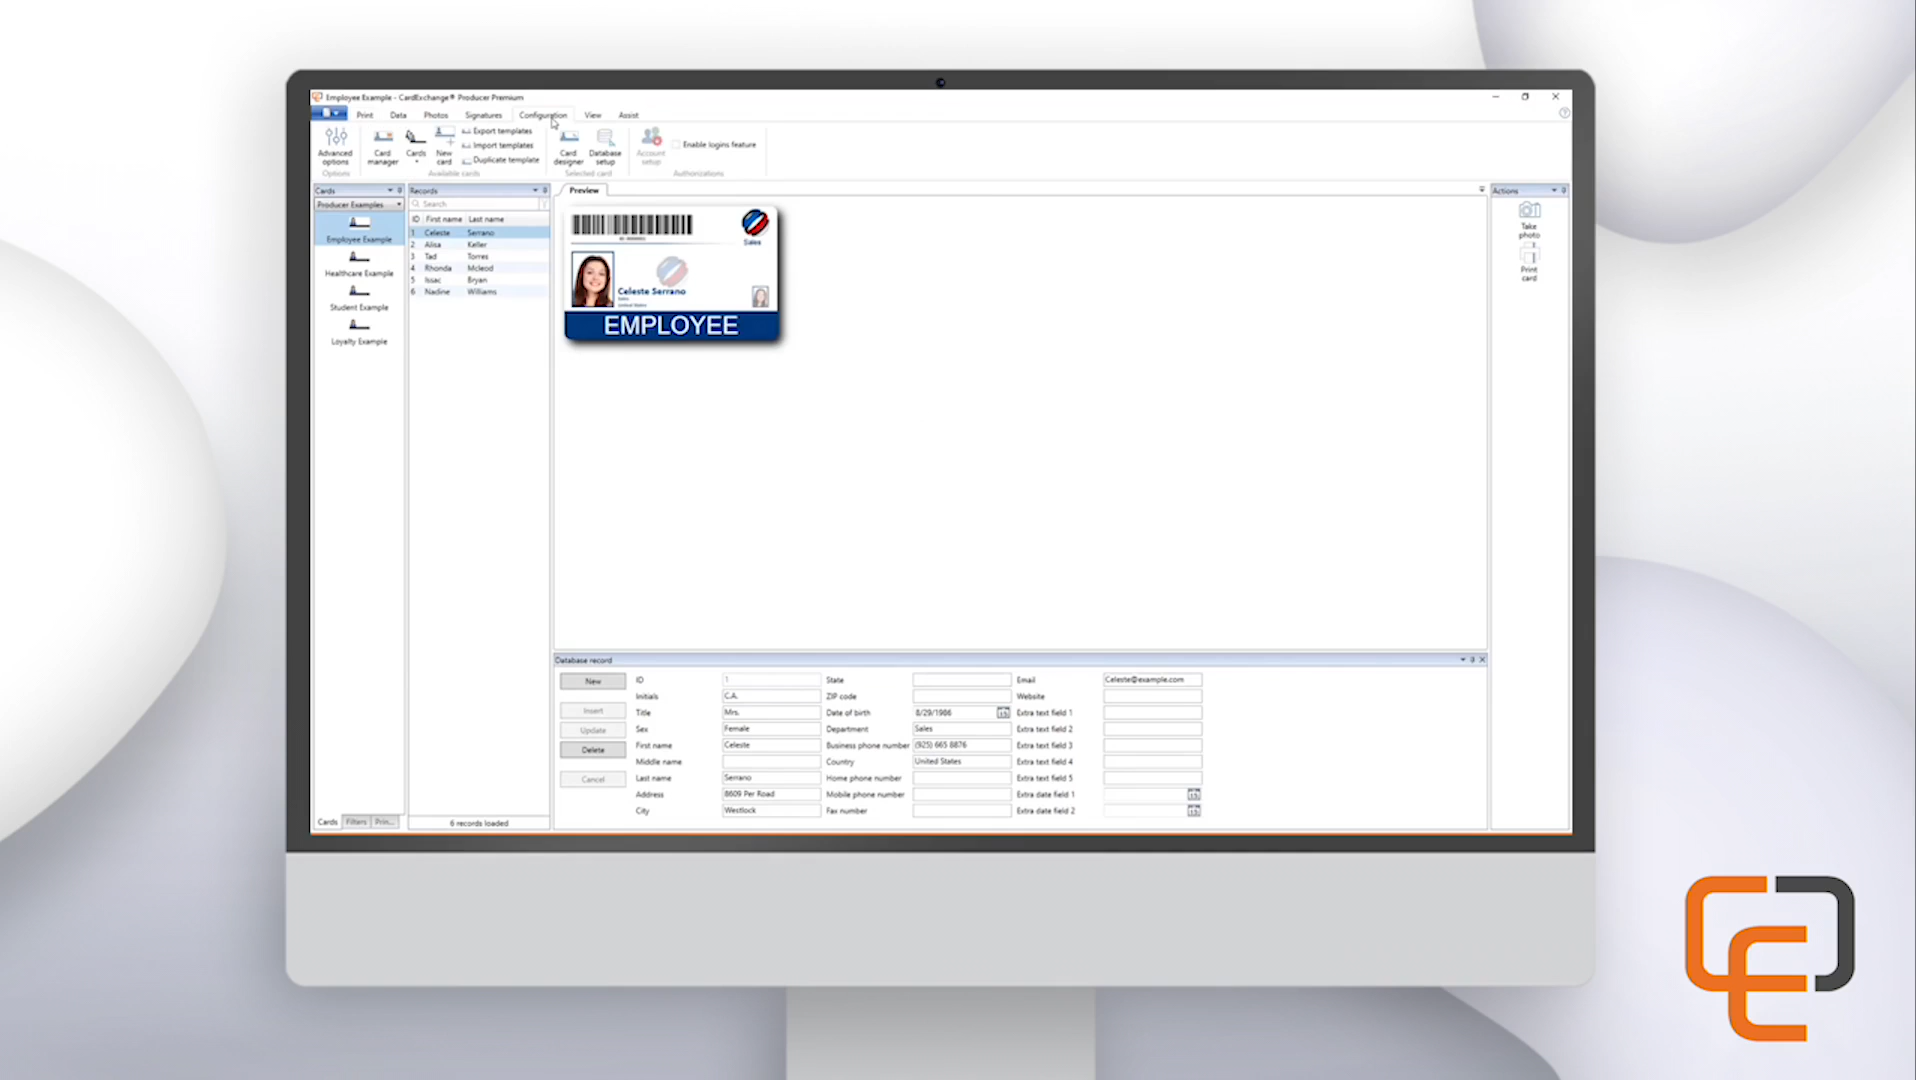 Employee Example - CardExchange® Producer Premium
Print Data Photos Signatures Configuration View Assist
Advanced options
Card manager
Cards
New card
Export templates
Import templates
Duplicate template
Card designer
Database setup
Account setup
Enable logins feature
Options
Available cards
Selected card
Authorizations
Cards
Producer Examples
Employee Example
Healthcare Example
Student Example
Loyalty Example
Cards Filters Prin...
Records
Search
ID First name Last name
1 Celeste Serrano
2 Alisa Keller
3 Tad Torres
4 Rhonda Mcleod
5 Issac Bryan
6 Nadine Williams
6 records loaded
Preview
Sales
Celeste Serrano
Sales
United States
EMPLOYEE
Actions
Take photo
Print card
Database record
New
Insert
Update
Delete
Cancel
ID 1
Initials C.A.
Title Mrs.
Sex Female
First name Celeste
Middle name
Last name Serrano
Address 8609 Per Road
City Westlock
State
ZIP code
Date of birth 8/29/1986 15
Department Sales
Business phone number (925) 665 8876
Country United States
Home phone number
Mobile phone number
Fax number
Email Celeste@example.com
Website
Extra text field 1
Extra text field 2
Extra text field 3
Extra text field 4
Extra text field 5
Extra date field 1 15
Extra date field 2 15